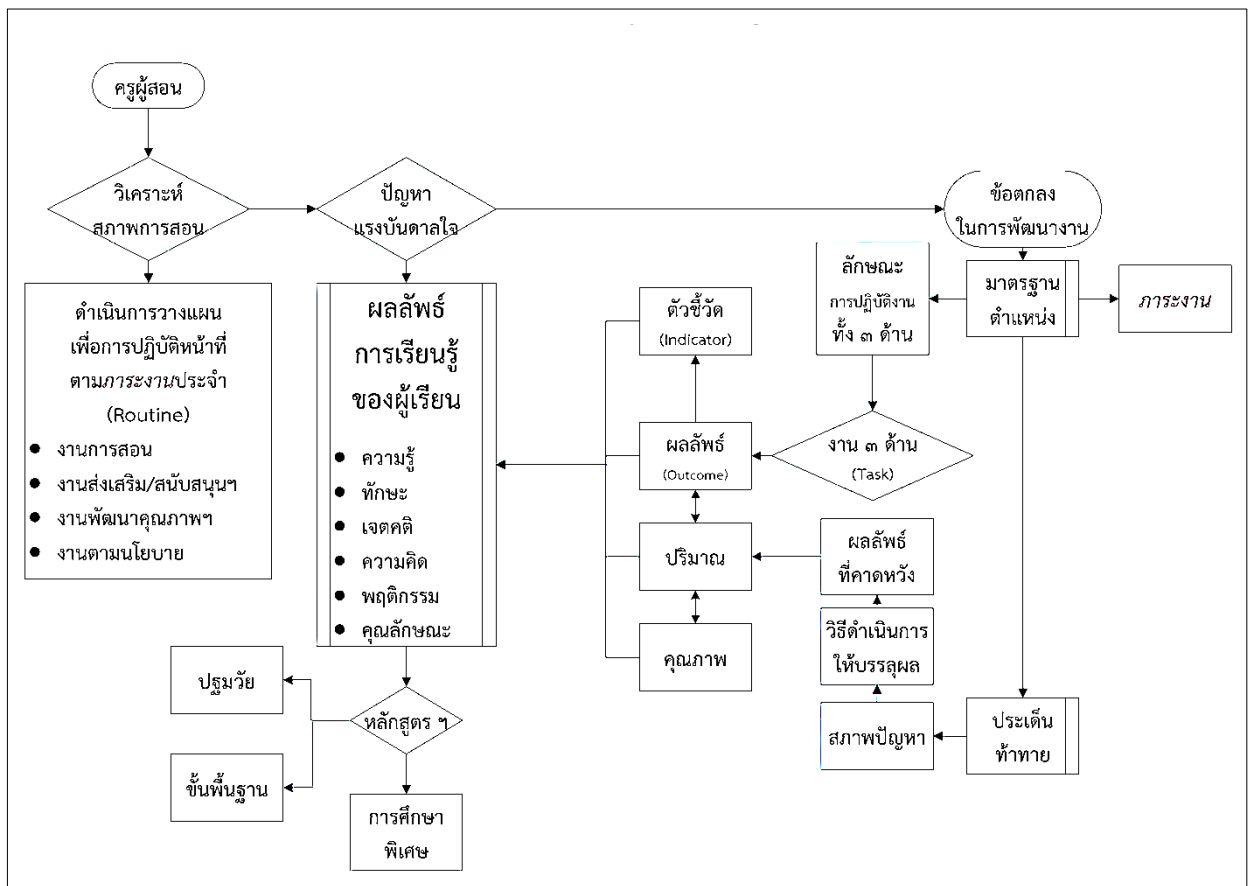 ครูผู้สอน
วิเคราะห์
สภาพการสอน
ปัญหา
แรงบันดาลใจ
ข้อตกลง
ในการพัฒนางาน
ดำเนินการวางแผน
เพื่อการปฏิบัติหน้าที่
ตามภาระงานประจำ
(Routine)
● งานการสอน
● งานส่งเสริม/สนับสนุนฯ
● งานพัฒนาคุณภาพฯ
● งานตามนโยบาย
ผลลัพธ์
การเรียนรู้
ของผู้เรียน
● ความรู้
● ทักษะ
● เจตคติ
● ความคิด
● พฤติกรรม
● คุณลักษณะ
ตัวชี้วัด
(Indicator)
ลักษณะ
การปฏิบัติงาน
ทั้ง ๓ ด้าน
มาตรฐาน
ตำแหน่ง
ภาระงาน
ผลลัพธ์
(Outcome)
งาน ๓ ด้าน
(Task)
ปริมาณ
ผลลัพธ์
ที่คาดหวัง
คุณภาพ
วิธีดำเนินการ
ให้บรรลุผล
สภาพปัญหา
ประเด็น
ท้าทาย
ปฐมวัย
หลักสูตร ฯ
ขั้นพื้นฐาน
การศึกษา
พิเศษ